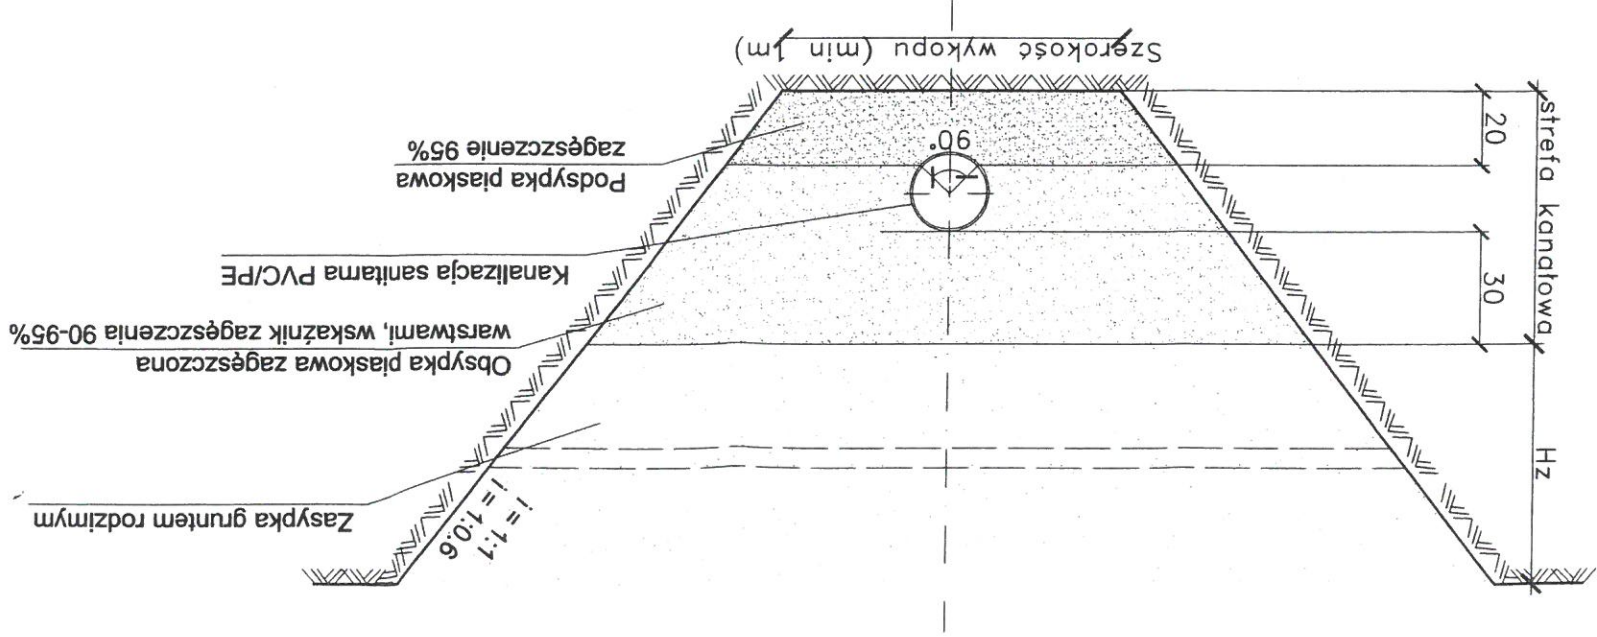 i = 1:1
i = 1:0.6
Zasypka gruntem rodzimym
Hz
Obsypka piaskowa zagęszczona
warstwami, wskaźnik zagęszczenia 90-95%
Kanalizacja sanitarna PVC/PE
30
strefa kanałowa
Podsypka piaskowa
zagęszczenie 95%
90°
20
Szerokość wykopu (min 1m)